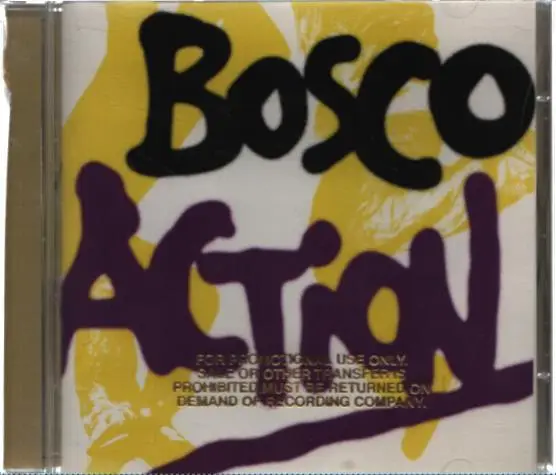 BOSCO
ACTION
FOR PROMOTIONAL USE ONLY.
SALE OR OTHER TRANSFER IS
PROHIBITED MUST BE RETURNED ON
DEMAND OF RECORDING COMPANY.